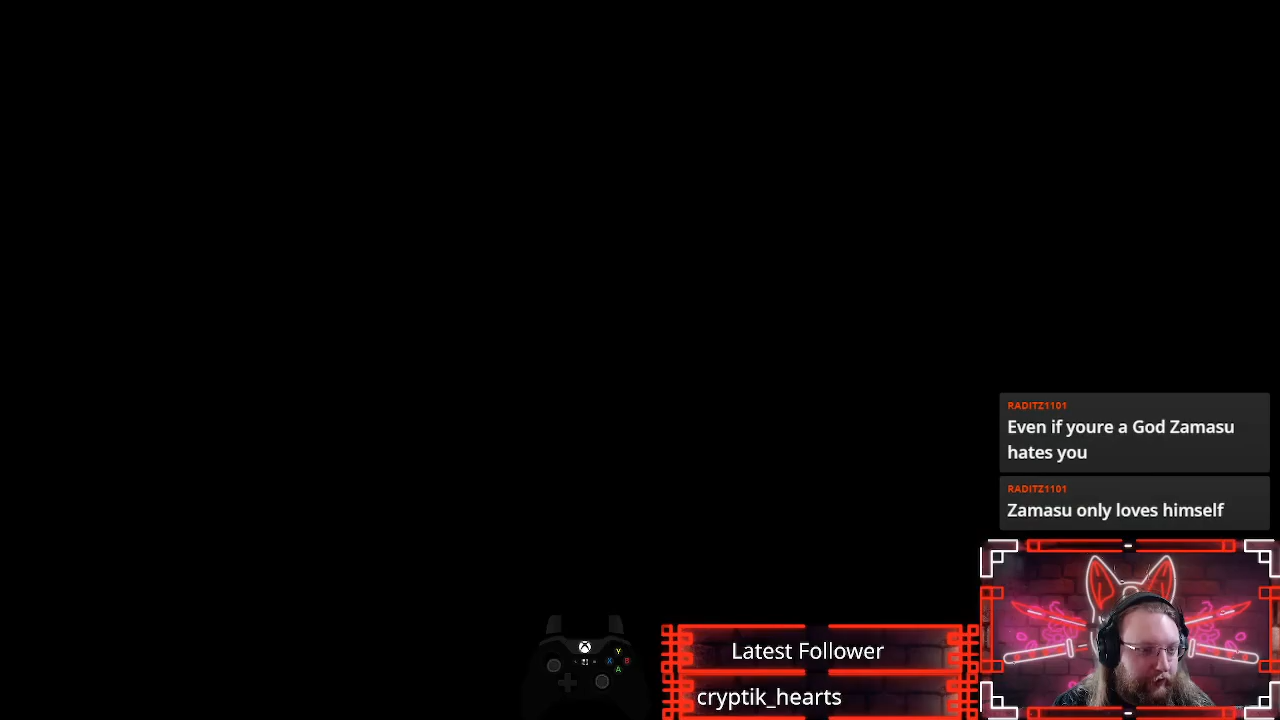 RADITZ1101
Even if youre a God Zamasu
hates you
RADITZ1101
Zamasu only loves himself
Latest Follower
cryptik_hearts
Y
X B
A